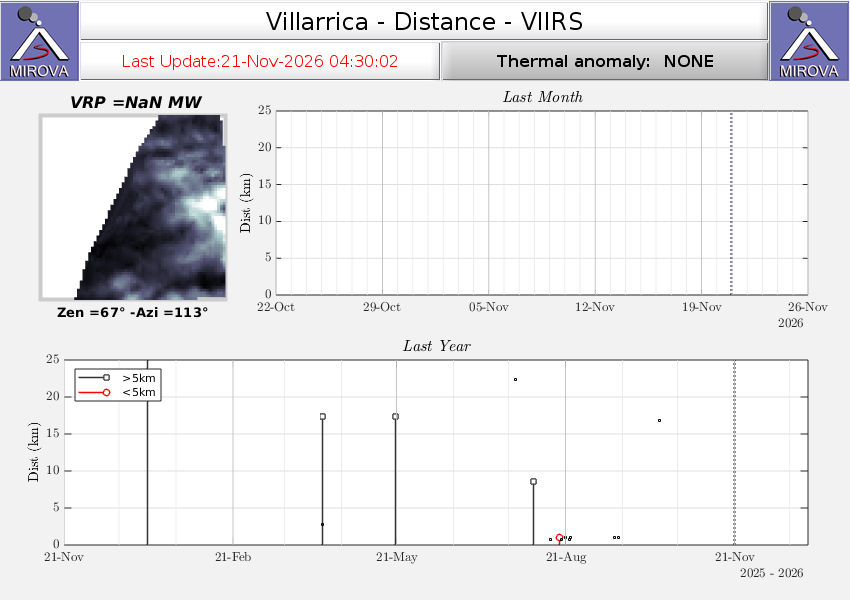 MIROVA
Villarrica - Distance - VIIRS
MIROVA
Last Update:21-Nov-2026 04:30:02
Thermal anomaly: NONE
VRP =NaN MW
Zen =67° -Azi =113°
Last Month
Dist (km)
25
20
15
10
5
0
22-Oct
29-Oct
05-Nov
12-Nov
19-Nov
26-Nov
2026
Last Year
Dist (km)
25
20
15
10
5
0
>5km
<5km
21-Nov
21-Feb
21-May
21-Aug
21-Nov
2025 - 2026